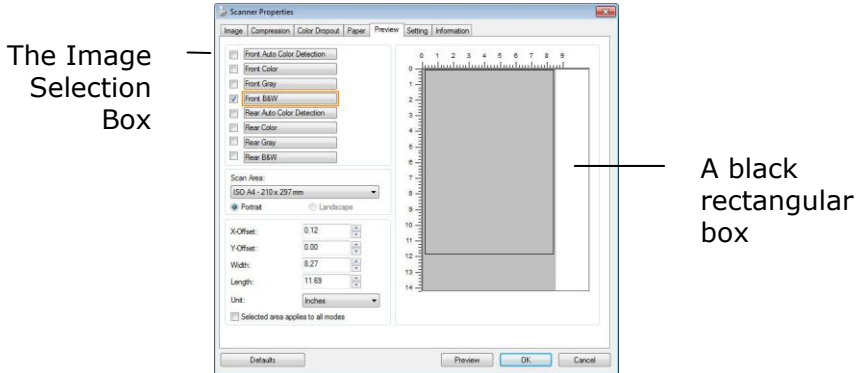 Scanner Properties
Image Compression Color Dropout Paper Preview Setting Information
The Image
Selection
Box
Front Auto Color Detection
Front Color
Front Gray
Front B&W
Rear Auto Color Detection
Rear Color
Rear Gray
Rear B&W
Scan Area:
ISO A4 - 210 x 297 mm
Portrait Landscape
X-Offset: 0.12
Y-Offset: 0.00
Width: 8.27
Length: 11.69
Unit: Inches
Selected area applies to all modes
0 1 2 3 4 5 6 7 8 9
0
1
2
3
4
5
6
7
8
9
10
11
12
13
14
A black
rectangular
box
Defaults Preview OK Cancel